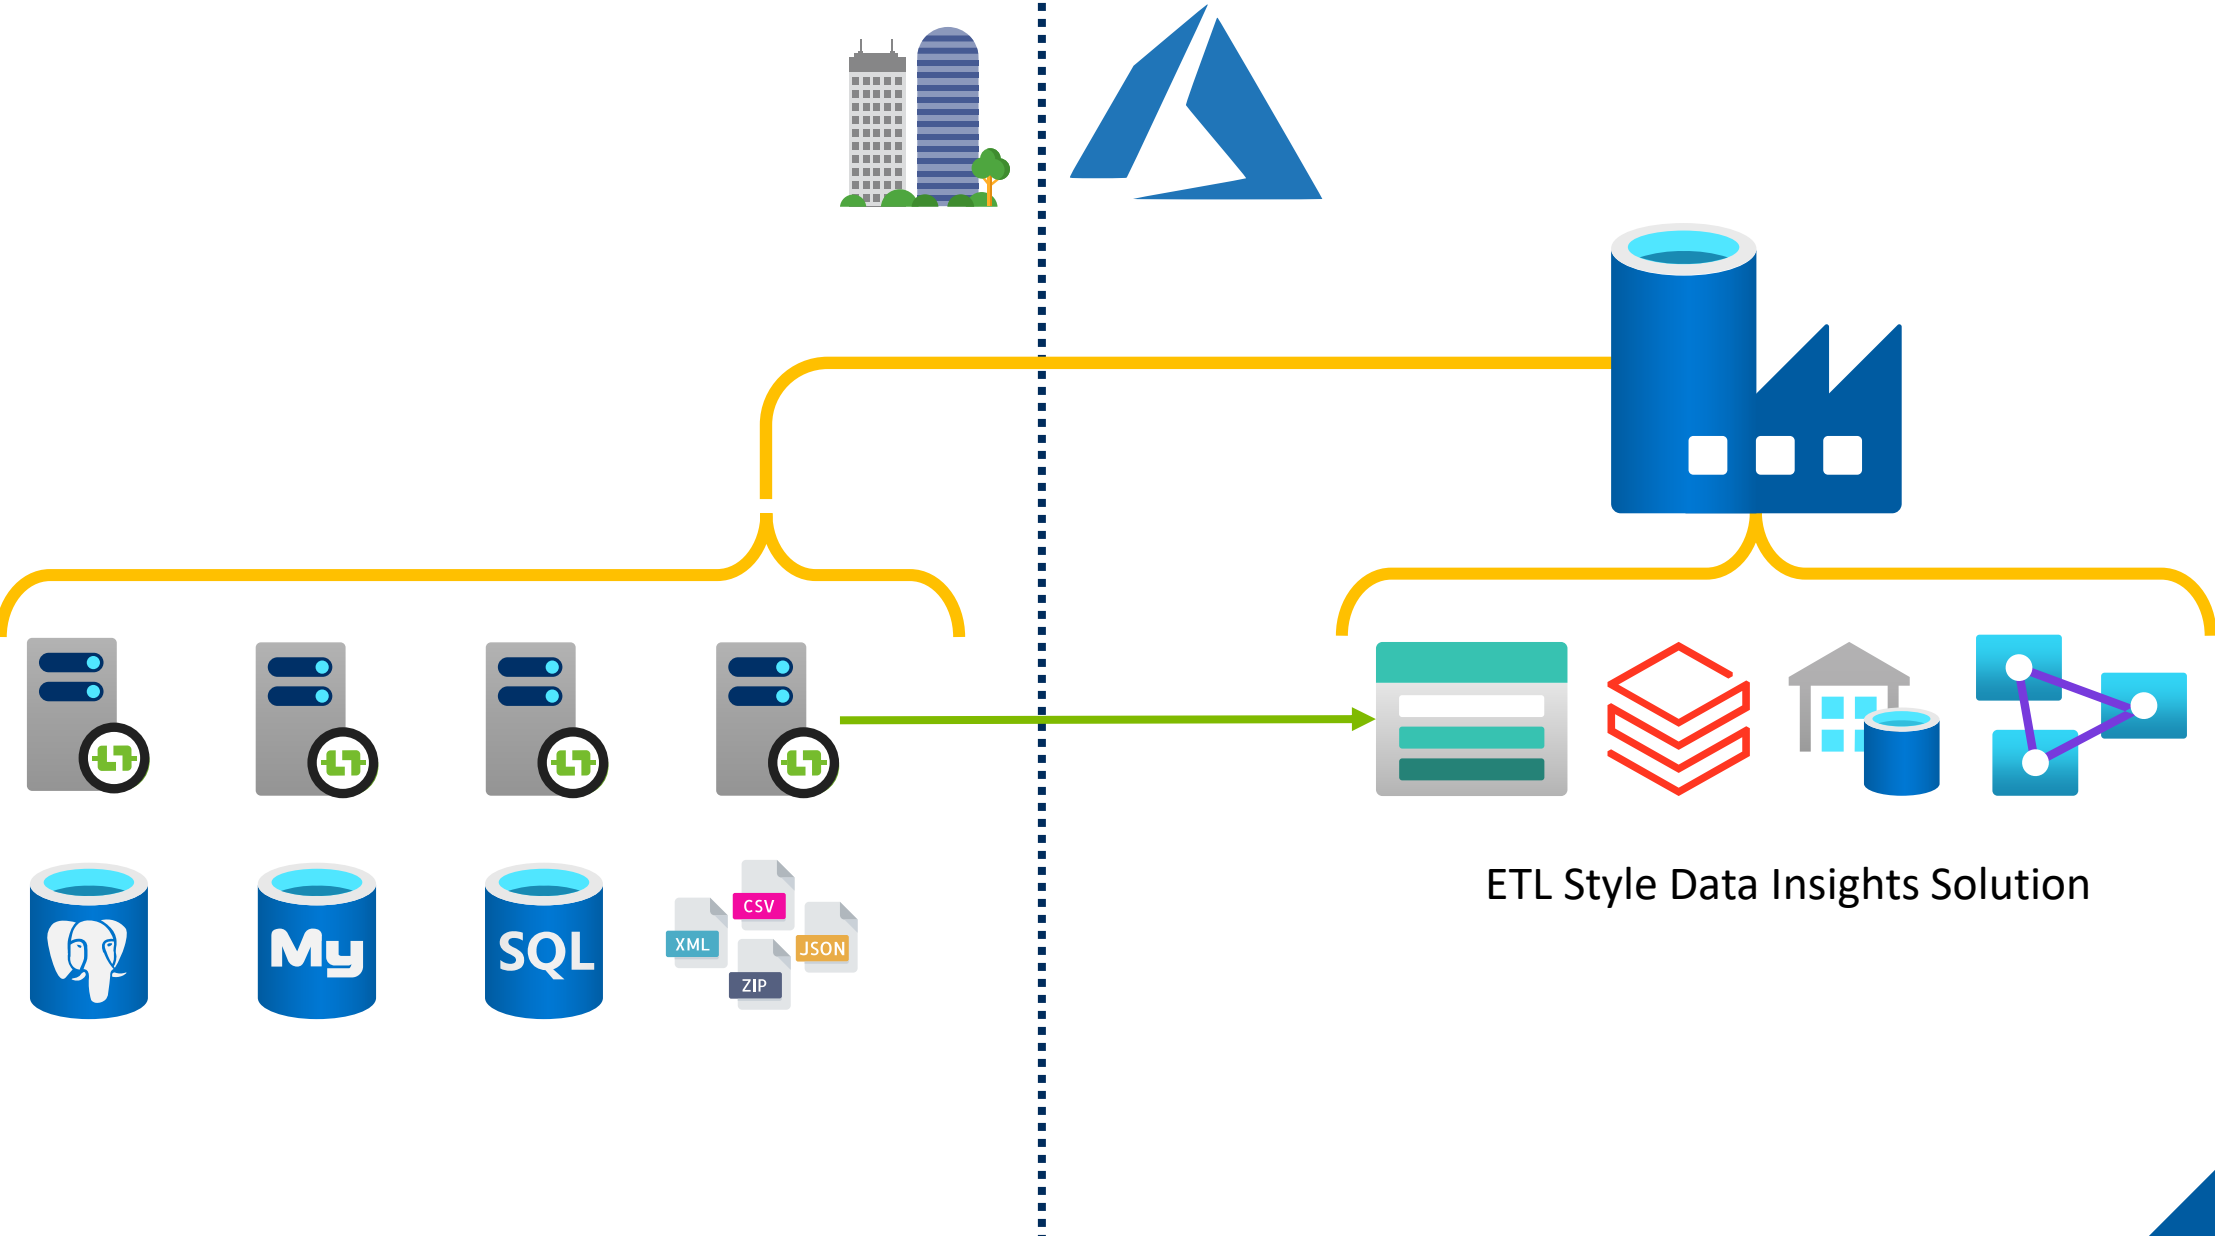 ETL Style Data Insights Solution
My
SQL
CSV
XML
JSON
ZIP